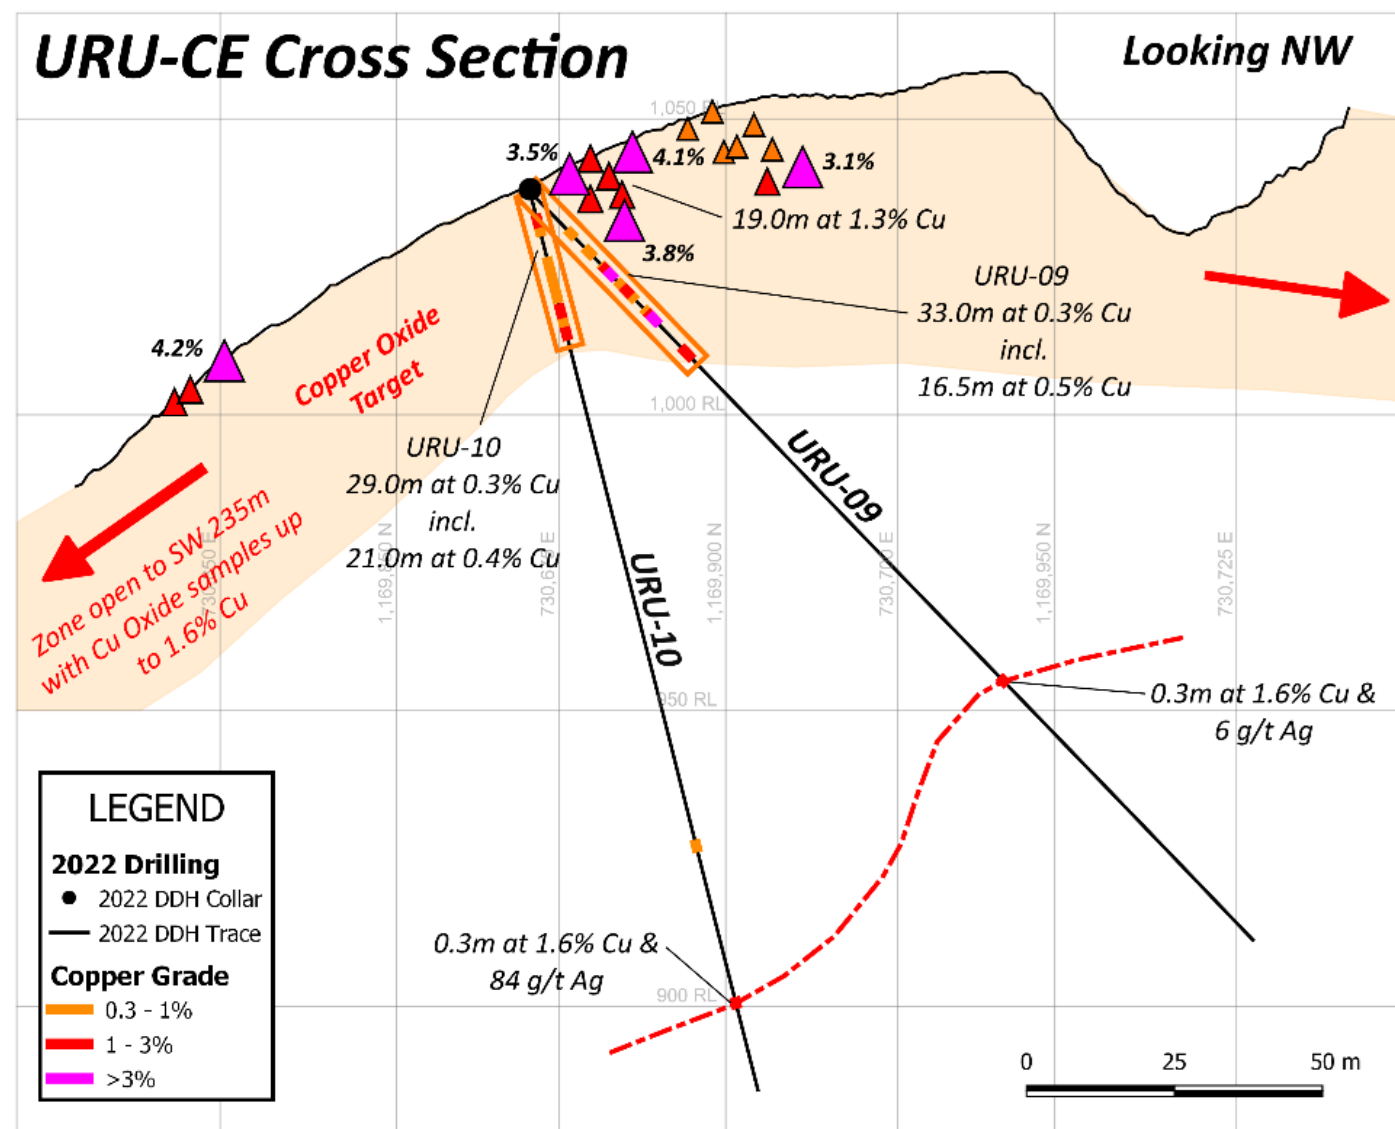 URU-CE Cross Section
Looking NW
1,050 RL
3.5%
4.1%
3.1%
19.0m at 1.3% Cu
3.8%
URU-09
33.0m at 0.3% Cu
incl.
16.5m at 0.5% Cu
4.2%
Copper Oxide
Target
1,000 RL
URU-10
29.0m at 0.3% Cu
incl.
21.0m at 0.4% Cu
URU-09
URU-10
Zone open to SW 235m
with Cu Oxide samples up
to 1.6% Cu
1,169,900 N
1,169,950 N
730,725 E
950 RL
0.3m at 1.6% Cu &
6 g/t Ag
0.3m at 1.6% Cu &
84 g/t Ag
900 RL
LEGEND
2022 Drilling
2022 DDH Collar
2022 DDH Trace
Copper Grade
0.3 - 1%
1 - 3%
>3%
0 25 50 m